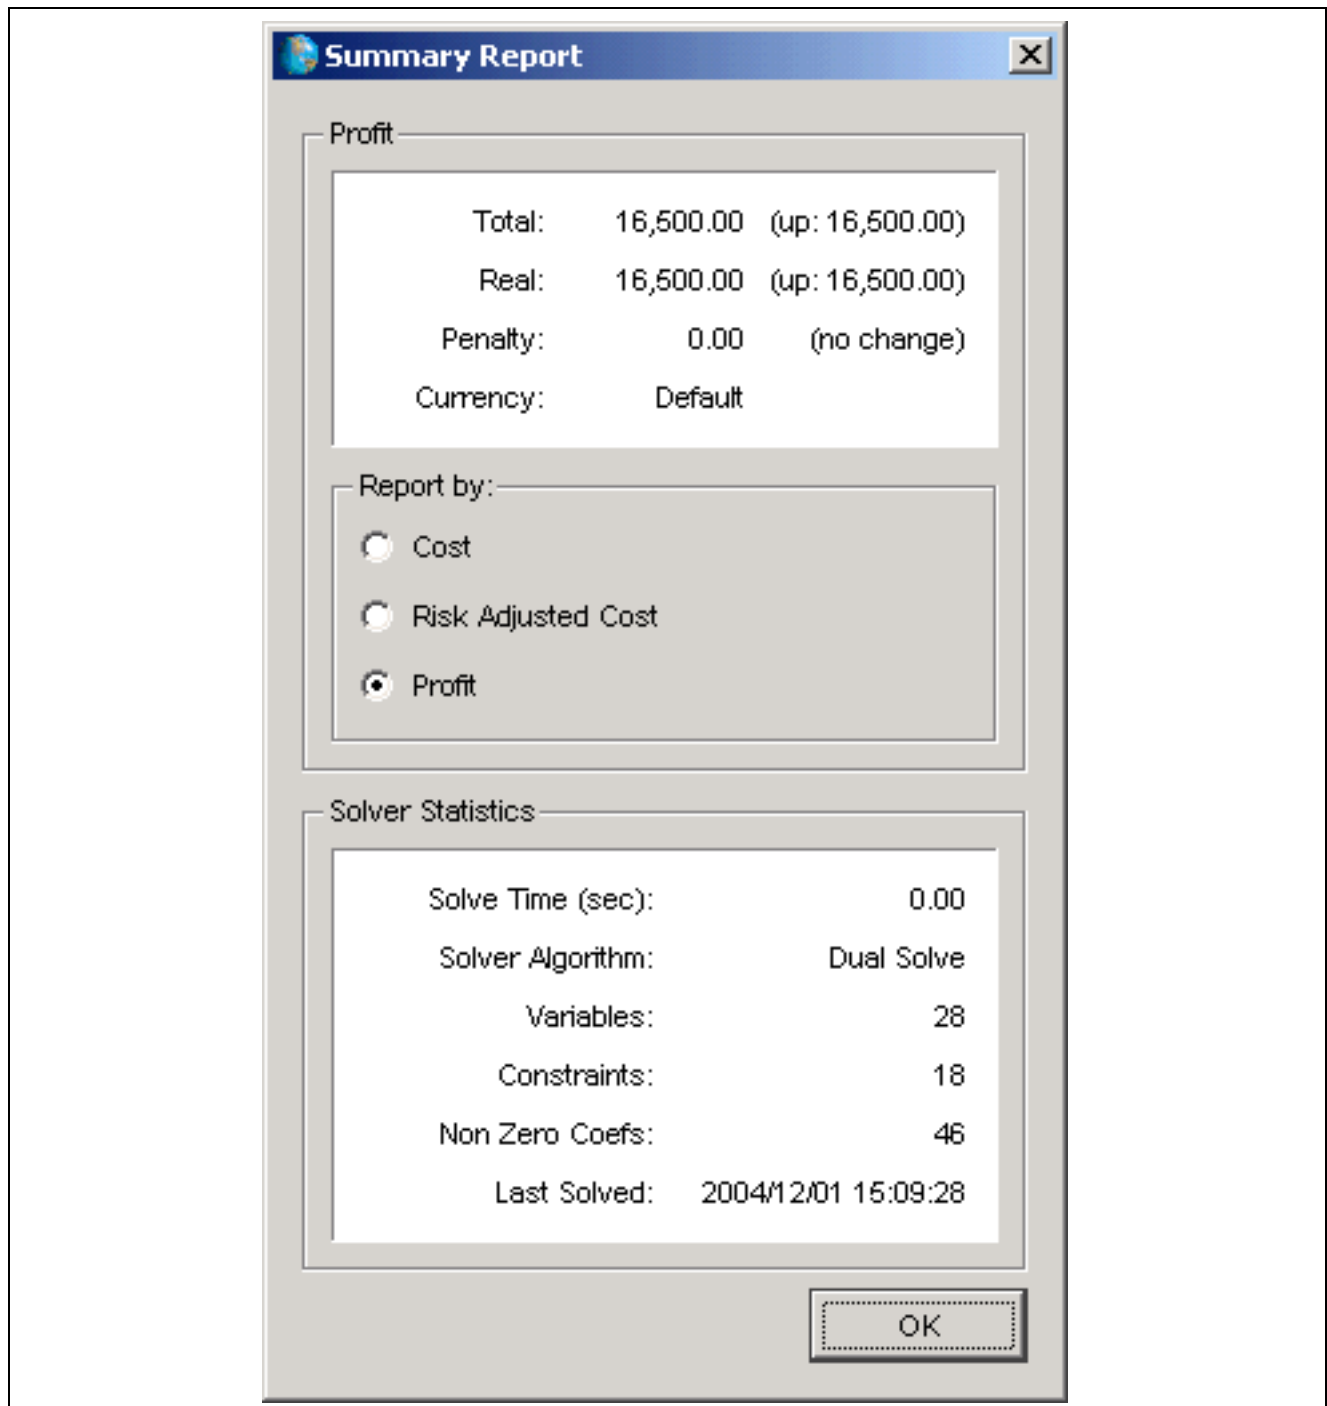 Summary Report
Profit
Total: 16,500.00 (up: 16,500.00)
Real: 16,500.00 (up: 16,500.00)
Penalty: 0.00 (no change)
Currency: Default
Report by:
Cost
Risk Adjusted Cost
Profit
Solver Statistics
Solve Time (sec): 0.00
Solver Algorithm: Dual Solve
Variables: 28
Constraints: 18
Non Zero Coefs: 46
Last Solved: 2004/12/01 15:09:28
OK